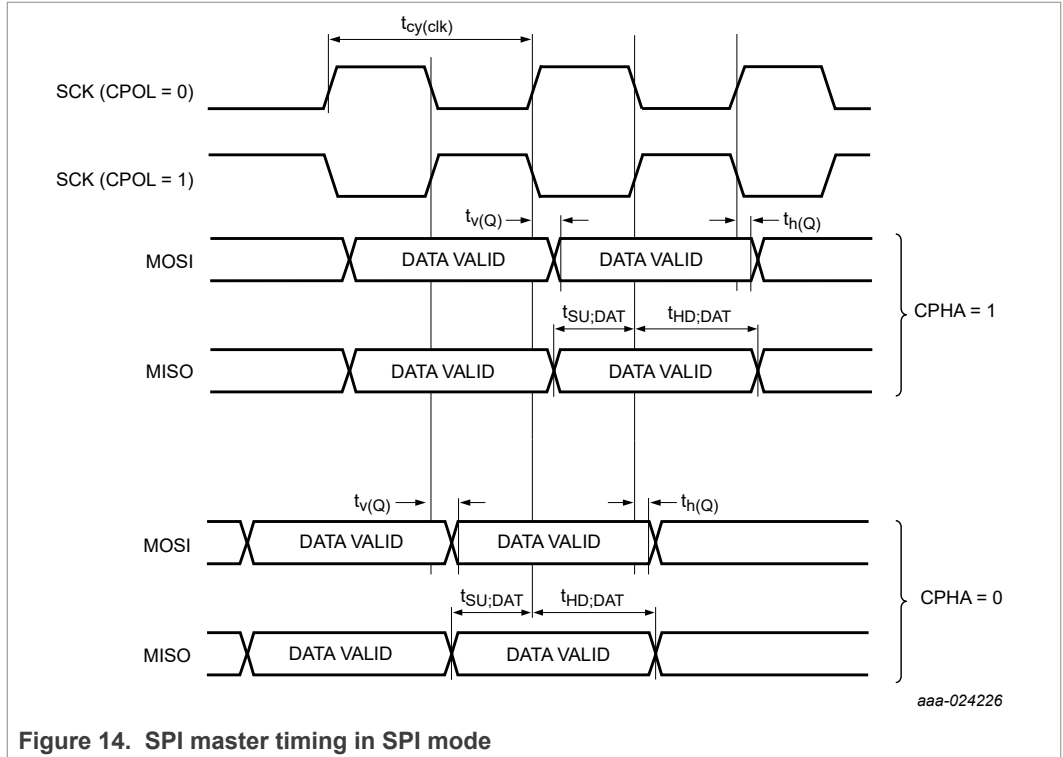 tcy(clk)
SCK (CPOL = 0)
SCK (CPOL = 1)
tv(Q)
th(Q)
MOSI
DATA VALID
DATA VALID
CPHA = 1
tSU;DAT
tHD;DAT
MISO
DATA VALID
DATA VALID
tv(Q)
th(Q)
MOSI
DATA VALID
DATA VALID
CPHA = 0
tSU;DAT
tHD;DAT
MISO
DATA VALID
DATA VALID
aaa-024226
Figure 14. SPI master timing in SPI mode